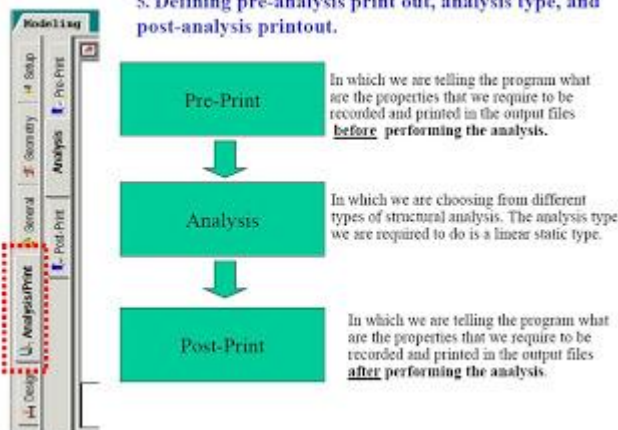 5. Defining pre-analysis print out, analysis type, and
post-analysis printout.
Modeling
Setup
Geometry
General
Analysis/Print
Design
Pre-Print
Analysis
Post-Print
Pre-Print
In which we are telling the program what
are the properties that we require to be
recorded and printed in the output files
before performing the analysis.
Analysis
In which we are choosing from different
types of structural analysis. The analysis type
we are required to do is a linear static type.
Post-Print
In which we are telling the program what
are the properties that we require to be
recorded and printed in the output files
after performing the analysis.